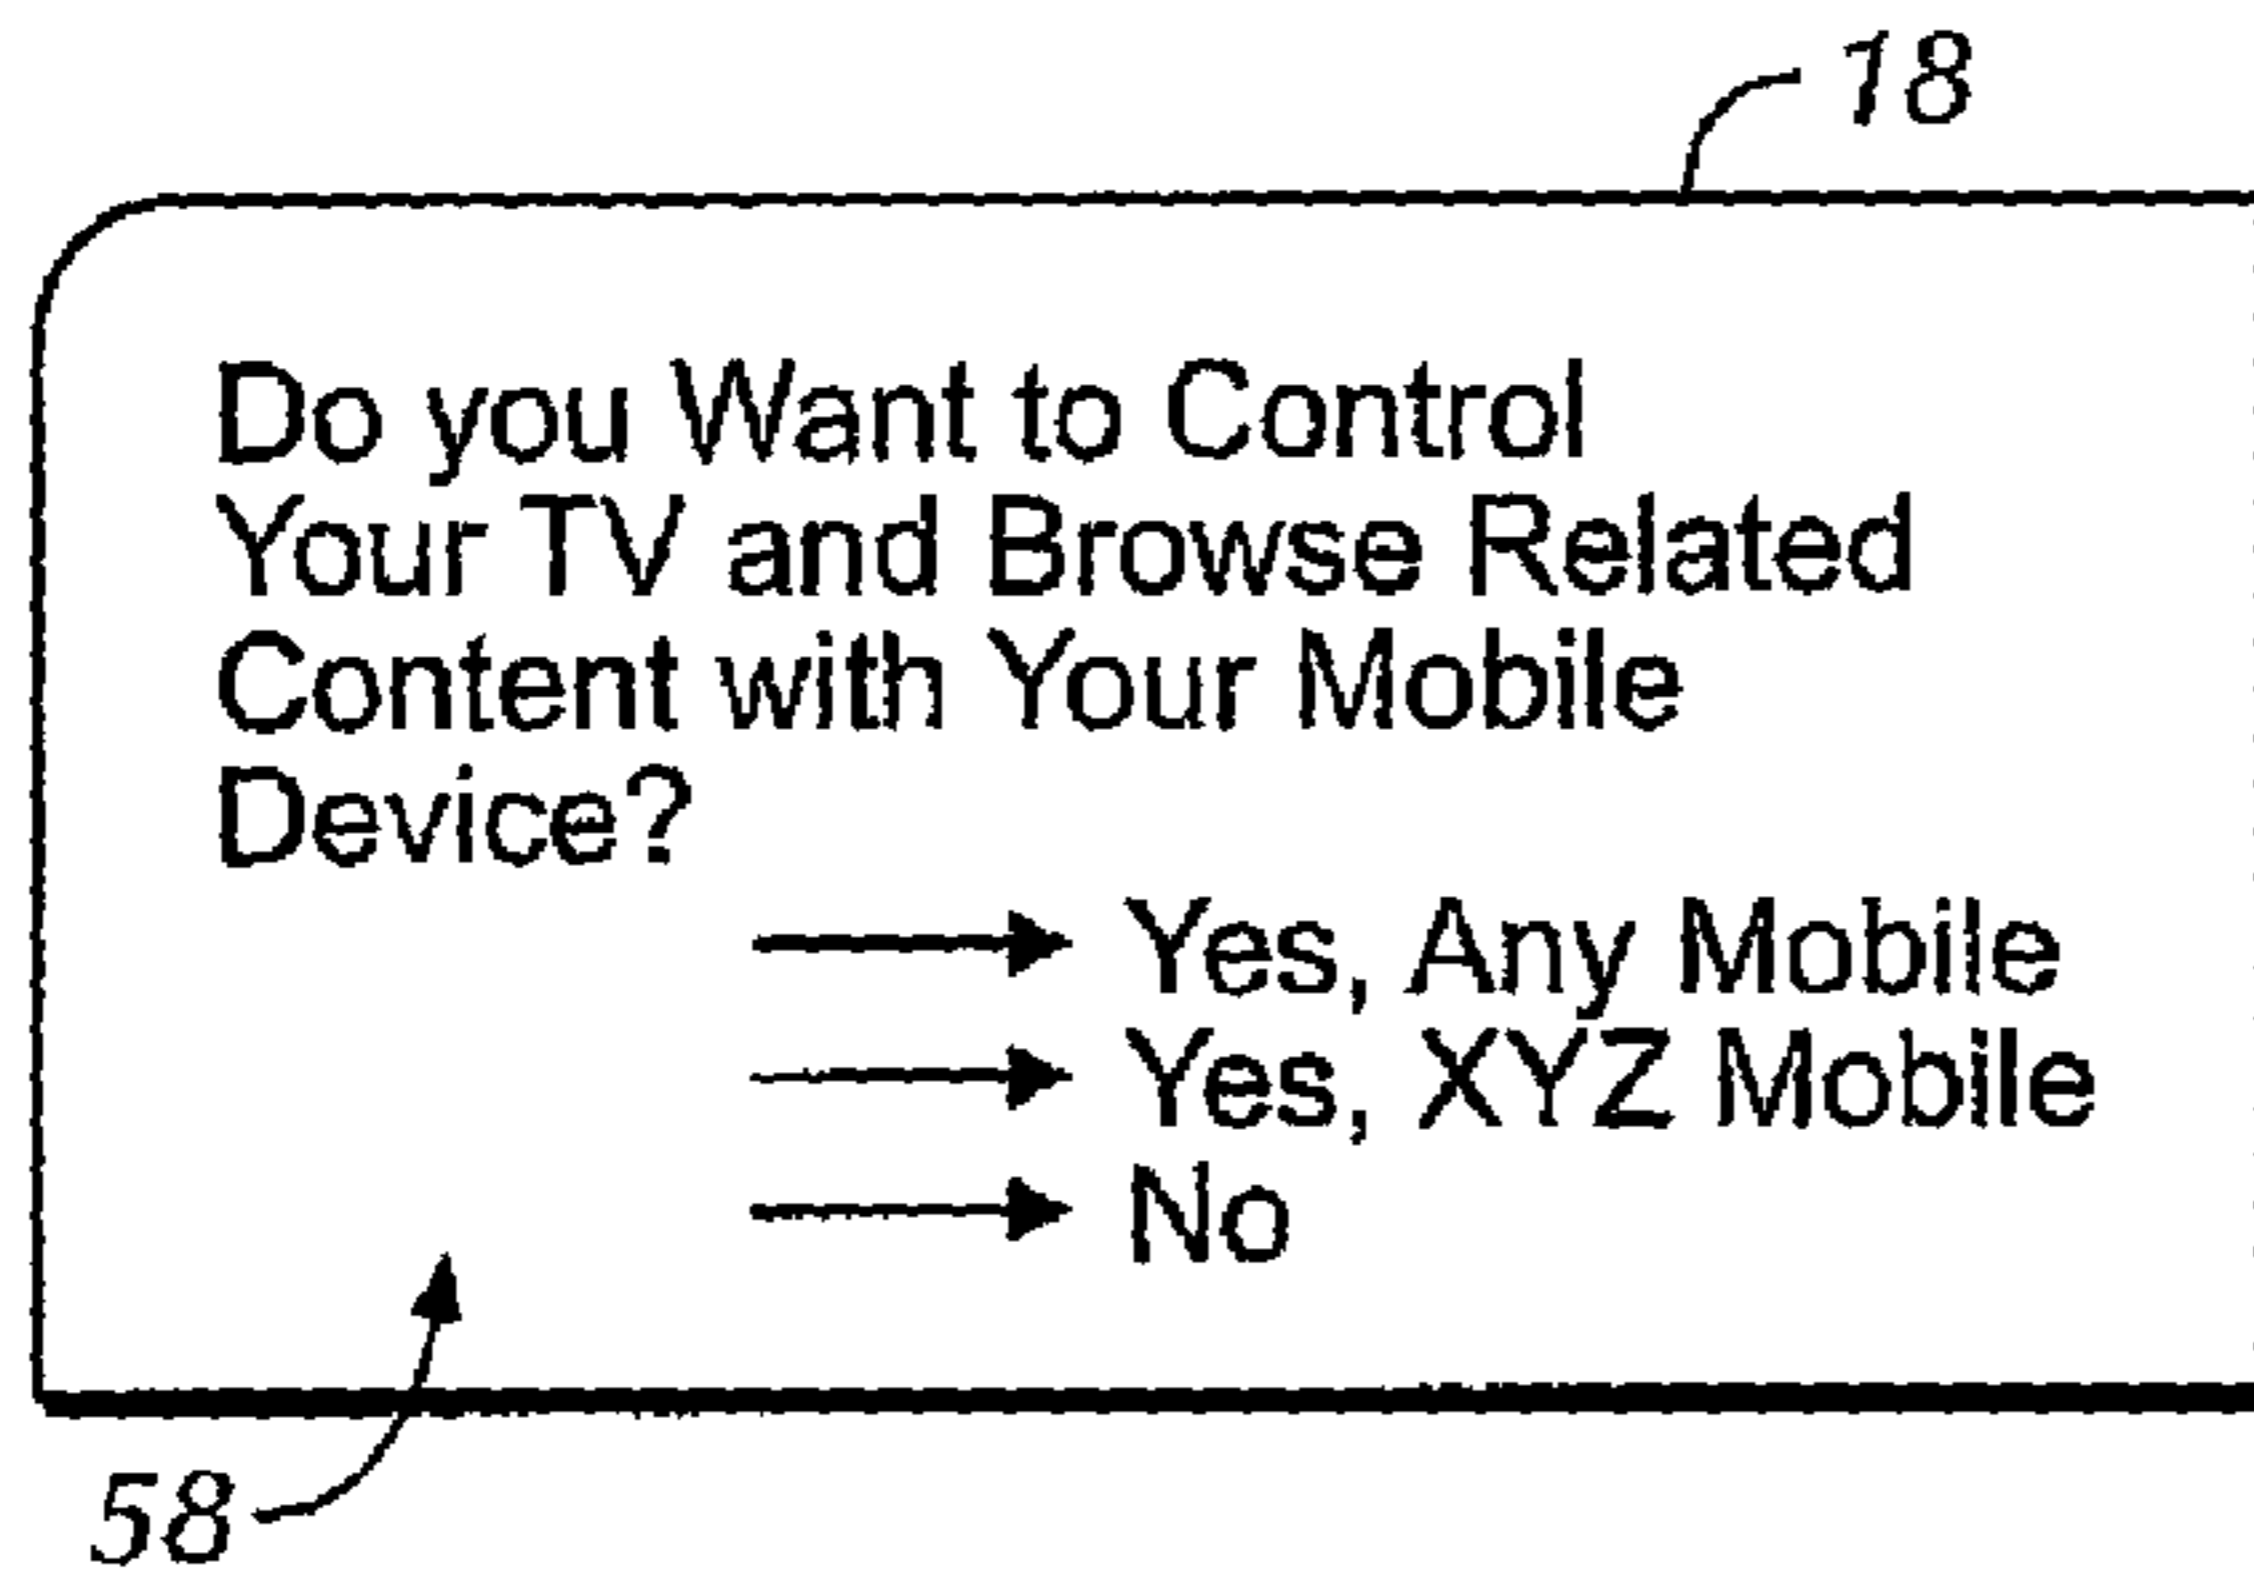 18
Do you Want to Control
Your TV and Browse Related
Content with Your Mobile
Device?
Yes, Any Mobile
Yes, XYZ Mobile
No
58